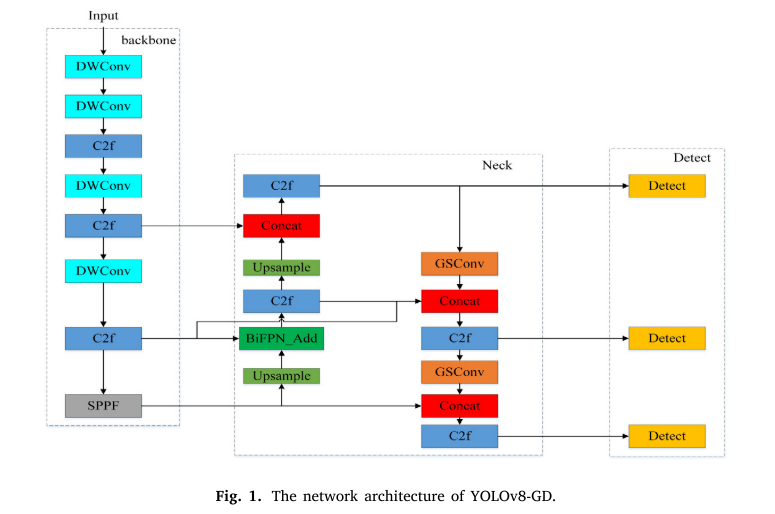 Input
backbone
DWConv
DWConv
C2f
DWConv
C2f
DWConv
C2f
SPPF
Neck
C2f
Concat
Upsample
C2f
BiFPN_Add
Upsample
GSConv
Concat
C2f
GSConv
Concat
C2f
Detect
Detect
Detect
Detect
Fig. 1. The network architecture of YOLOv8-GD.